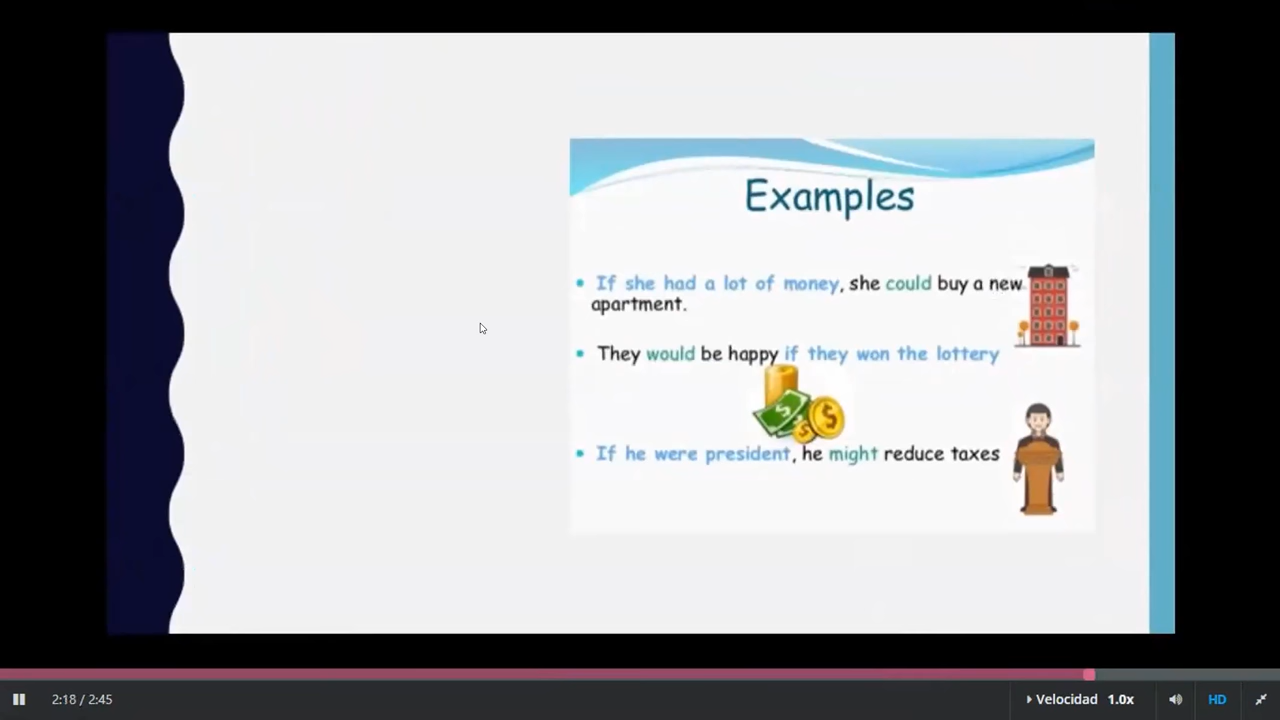 Examples
• If she had a lot of money, she could buy a new
apartment.
• They would be happy if they won the lottery
• If he were president, he might reduce taxes
2:18 / 2:45
Velocidad 1.0x
HD